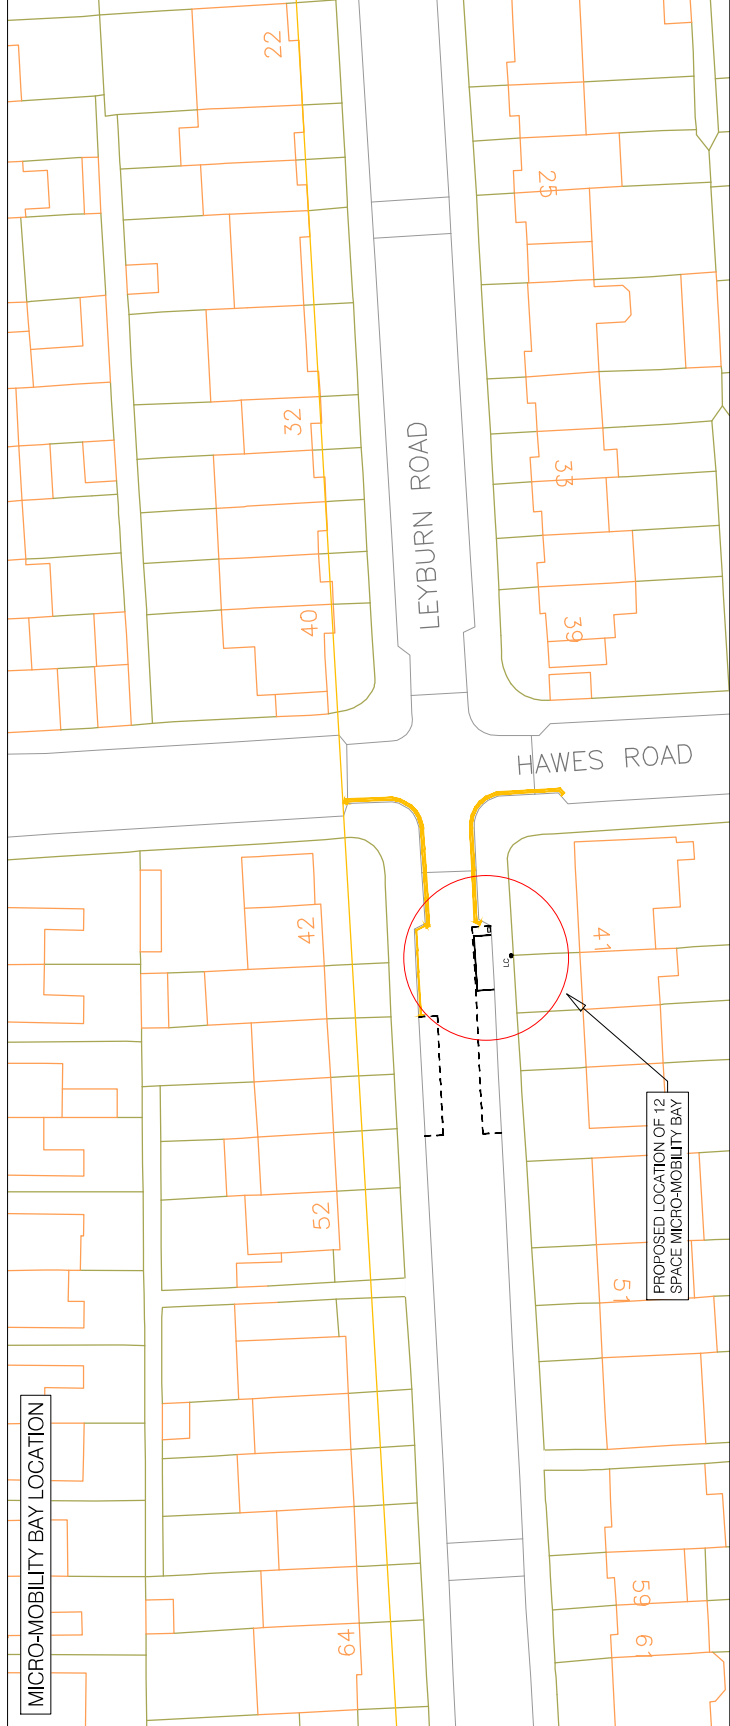 22
25
32
33
LEYBURN ROAD
40
39
HAWES ROAD
42
41
LC
PROPOSED LOCATION OF 12
SPACE MICRO-MOBILITY BAY
52
51
MICRO-MOBILITY BAY LOCATION
59
61
64